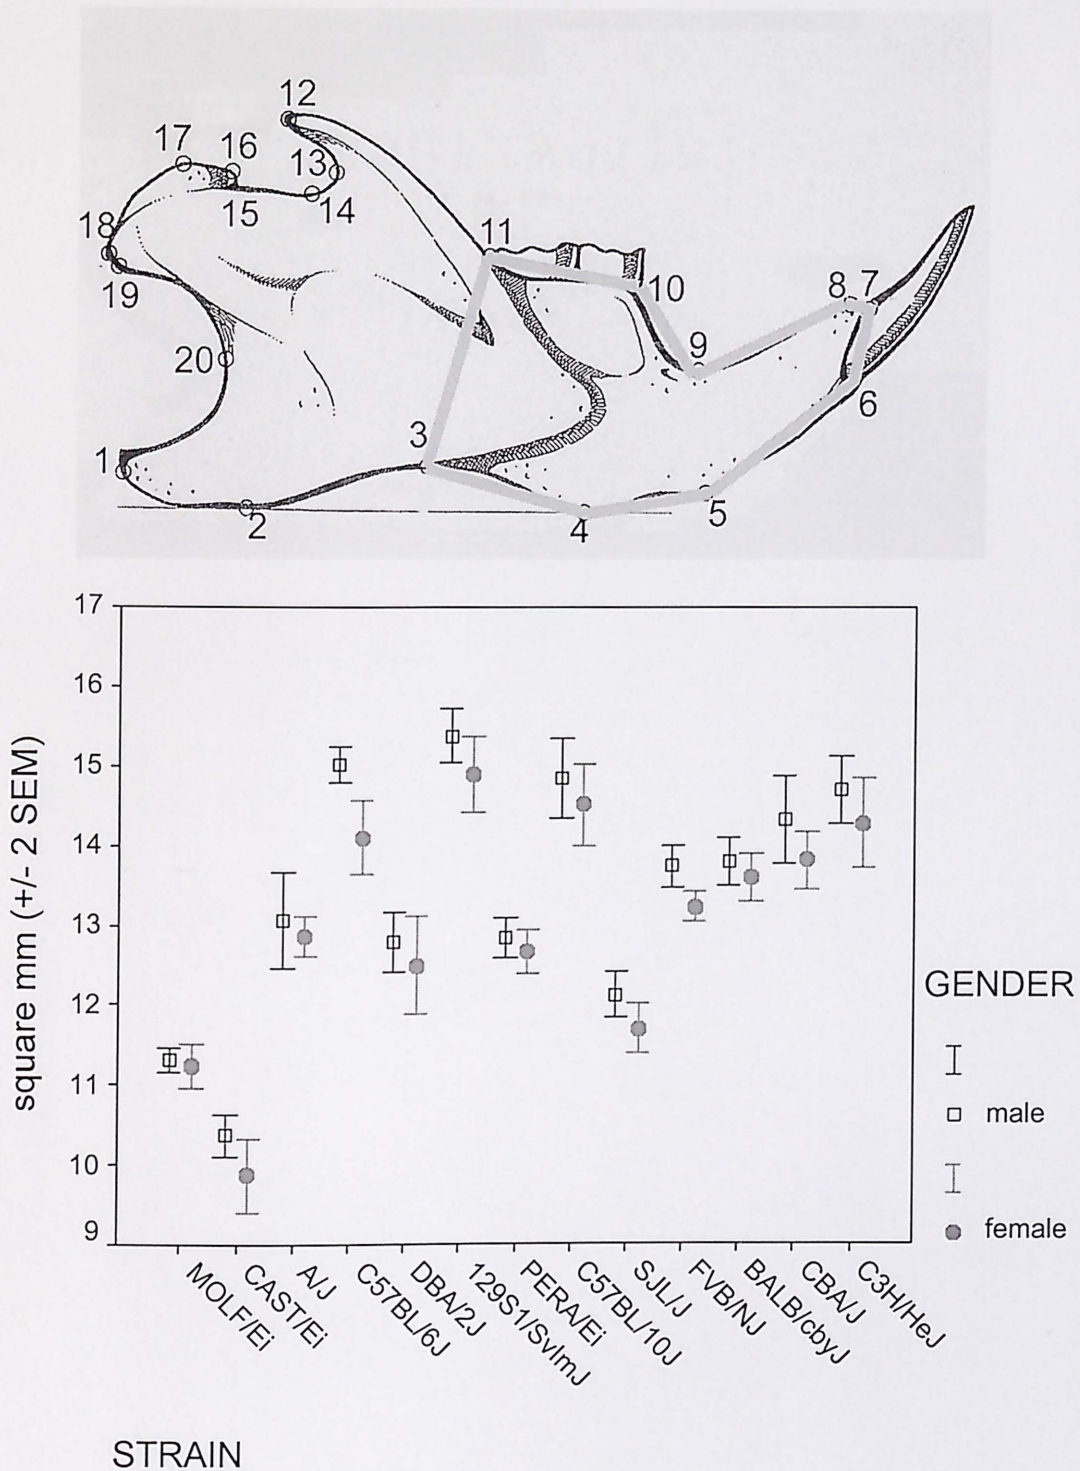 12
17
16
13
15
14
18
11
19
10
8 7
20
9
6
3
1
5
2
4
17
16
15
14
13
12
11
10
9
square mm (+/- 2 SEM)
GENDER
male
female
MOLF/Ei
CAST/Ei
A/J
C57BL/6J
DBA/2J
129S1/SvlmJ
PERA/Ei
C57BL/10J
SJL/J
FVB/NJ
BALB/cbyJ
CBA/J
C3H/HeJ
STRAIN